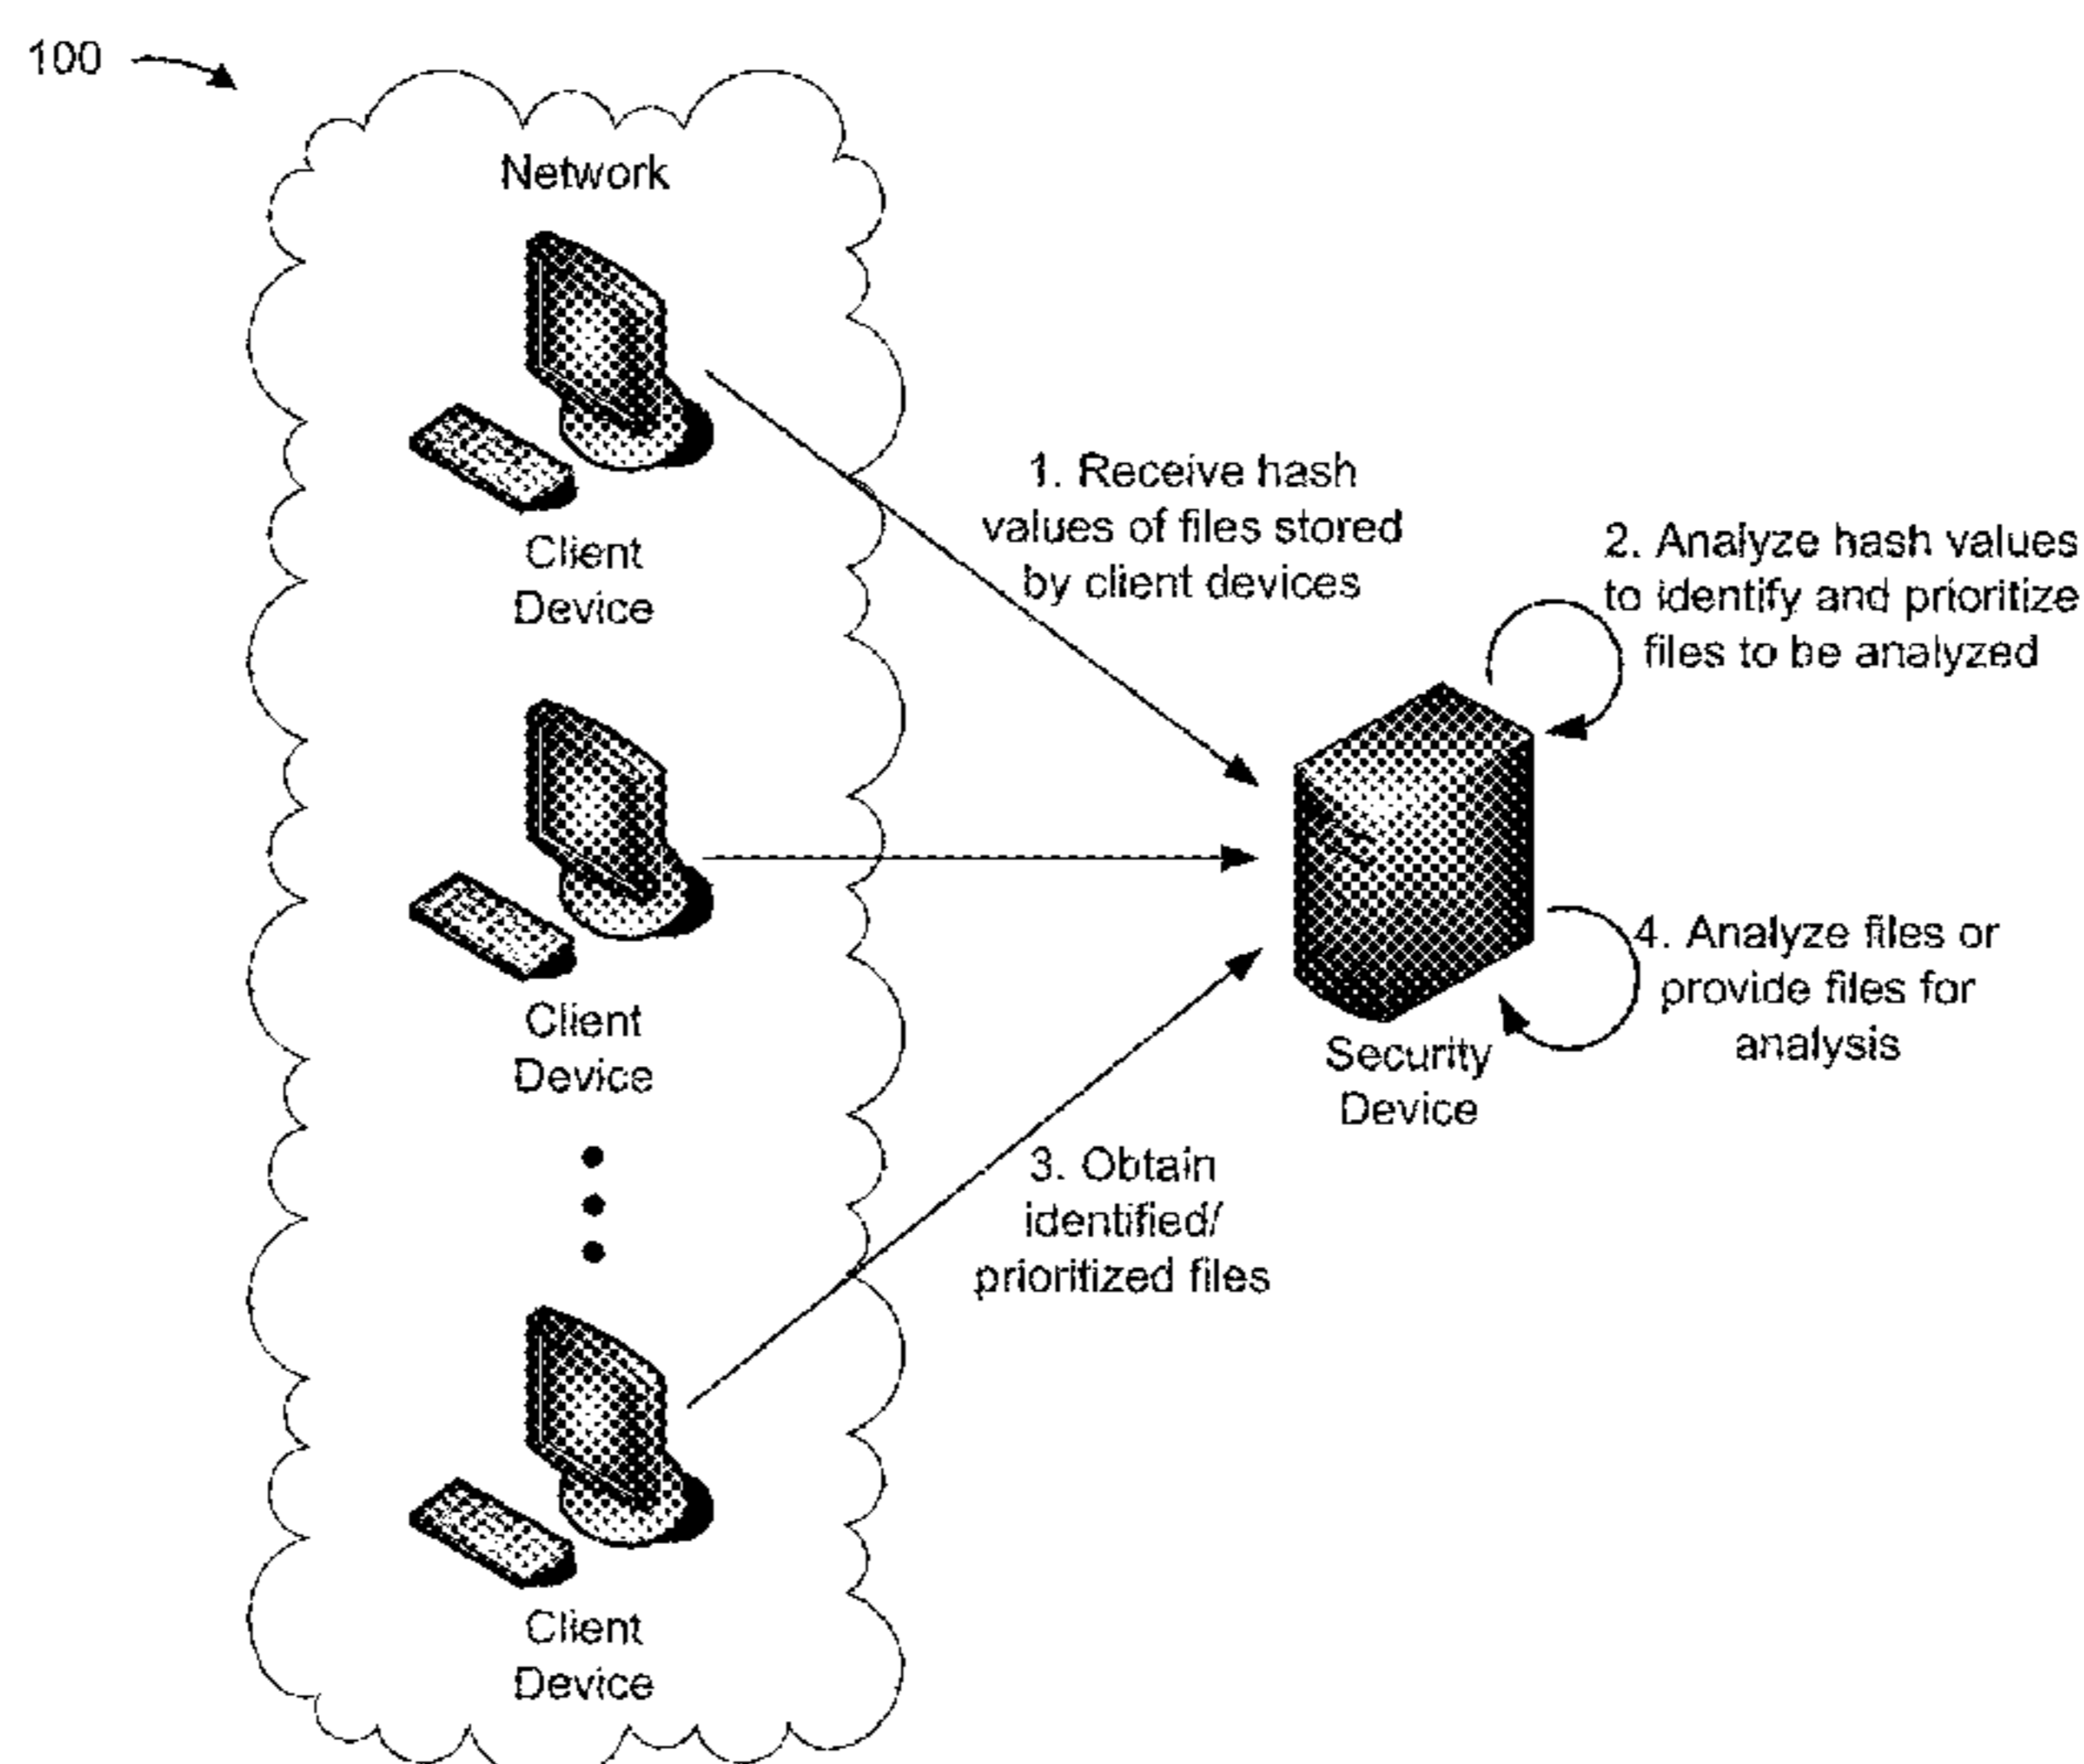 100
Network
Client
Device
1. Receive hash
values of files stored
by client devices
2. Analyze hash values
to identify and prioritize
files to be analyzed
Client
Device
Security
Device
4. Analyze files or
provide files for
analysis
3. Obtain
identified/
prioritized files
Client
Device